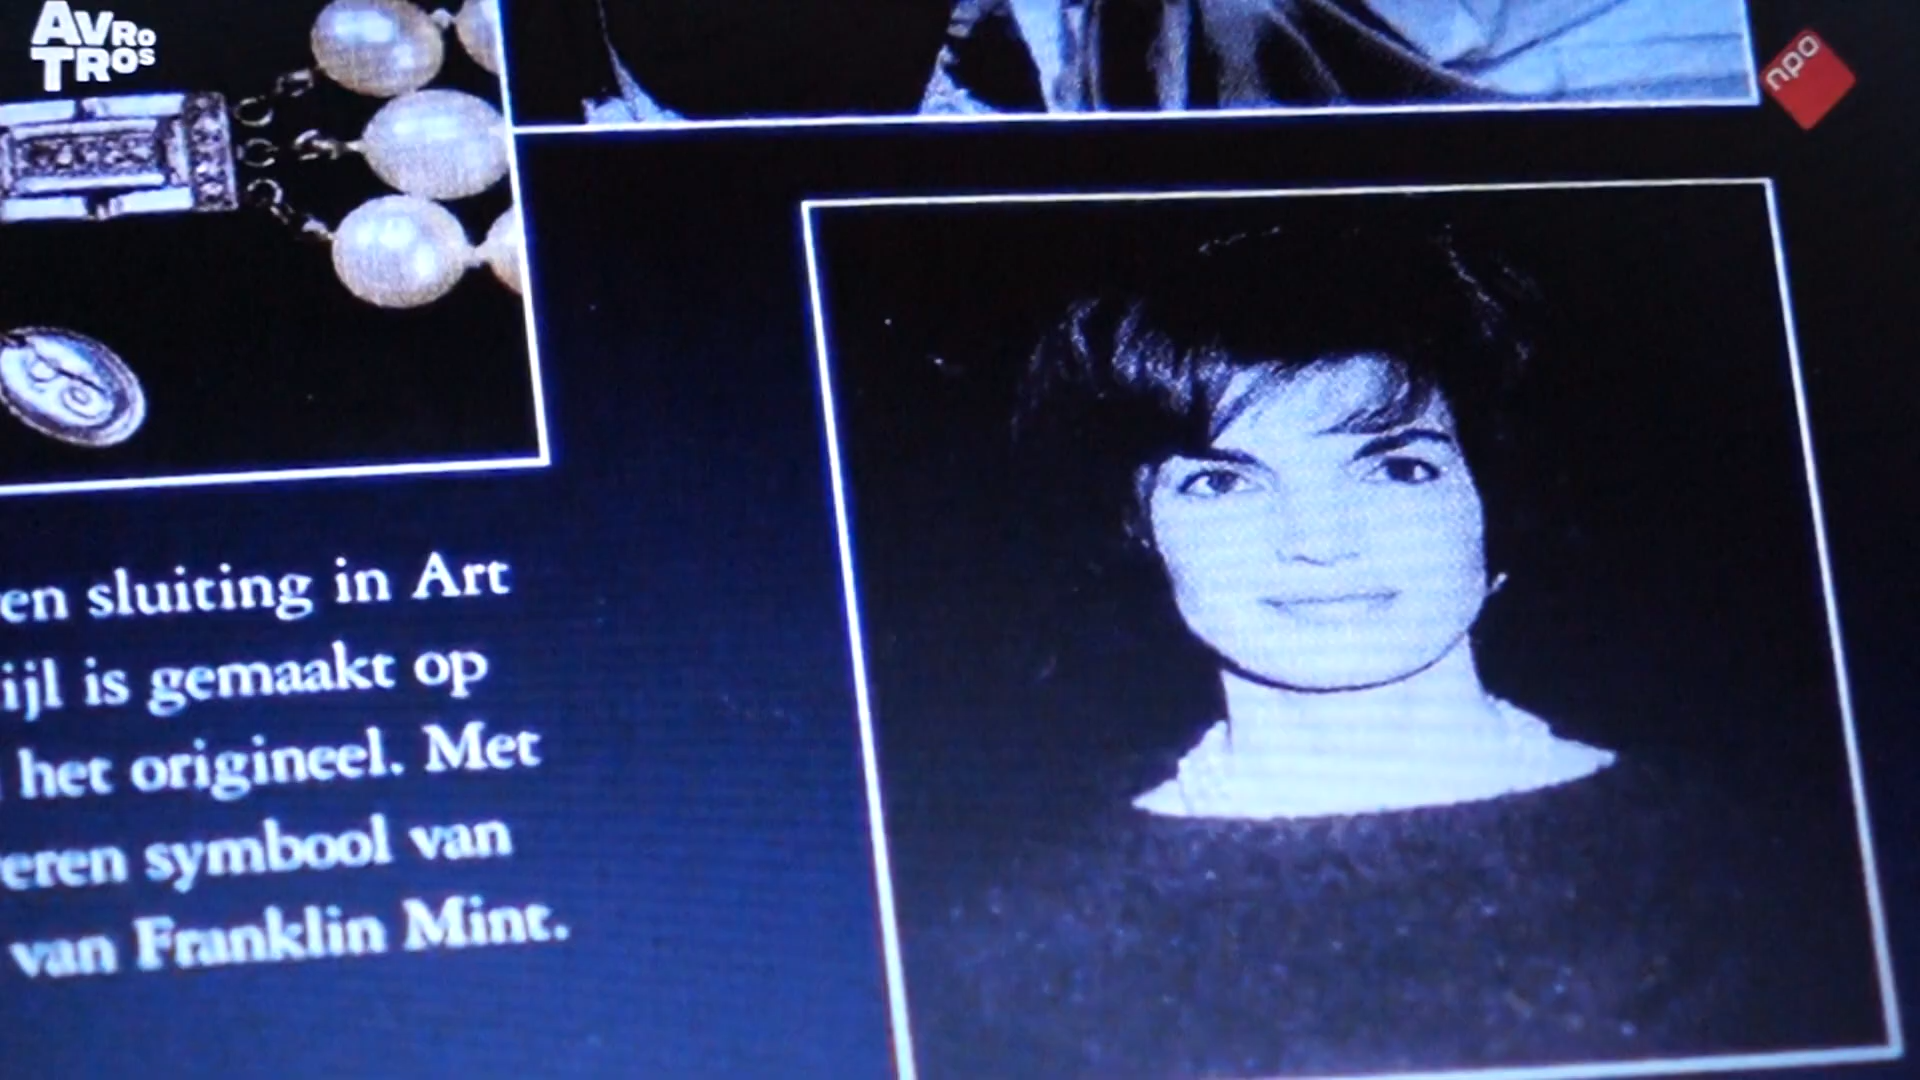 AVRO
TROS
npo
en sluiting in Art
ijl is gemaakt op
het origineel. Met
eren symbool van
van Franklin Mint.